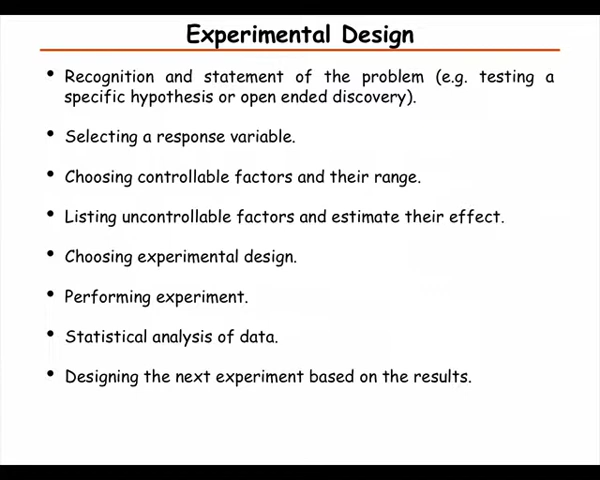 Experimental Design
• Recognition and statement of the problem (e.g. testing a
specific hypothesis or open ended discovery).
• Selecting a response variable.
• Choosing controllable factors and their range.
• Listing uncontrollable factors and estimate their effect.
• Choosing experimental design.
• Performing experiment.
• Statistical analysis of data.
• Designing the next experiment based on the results.